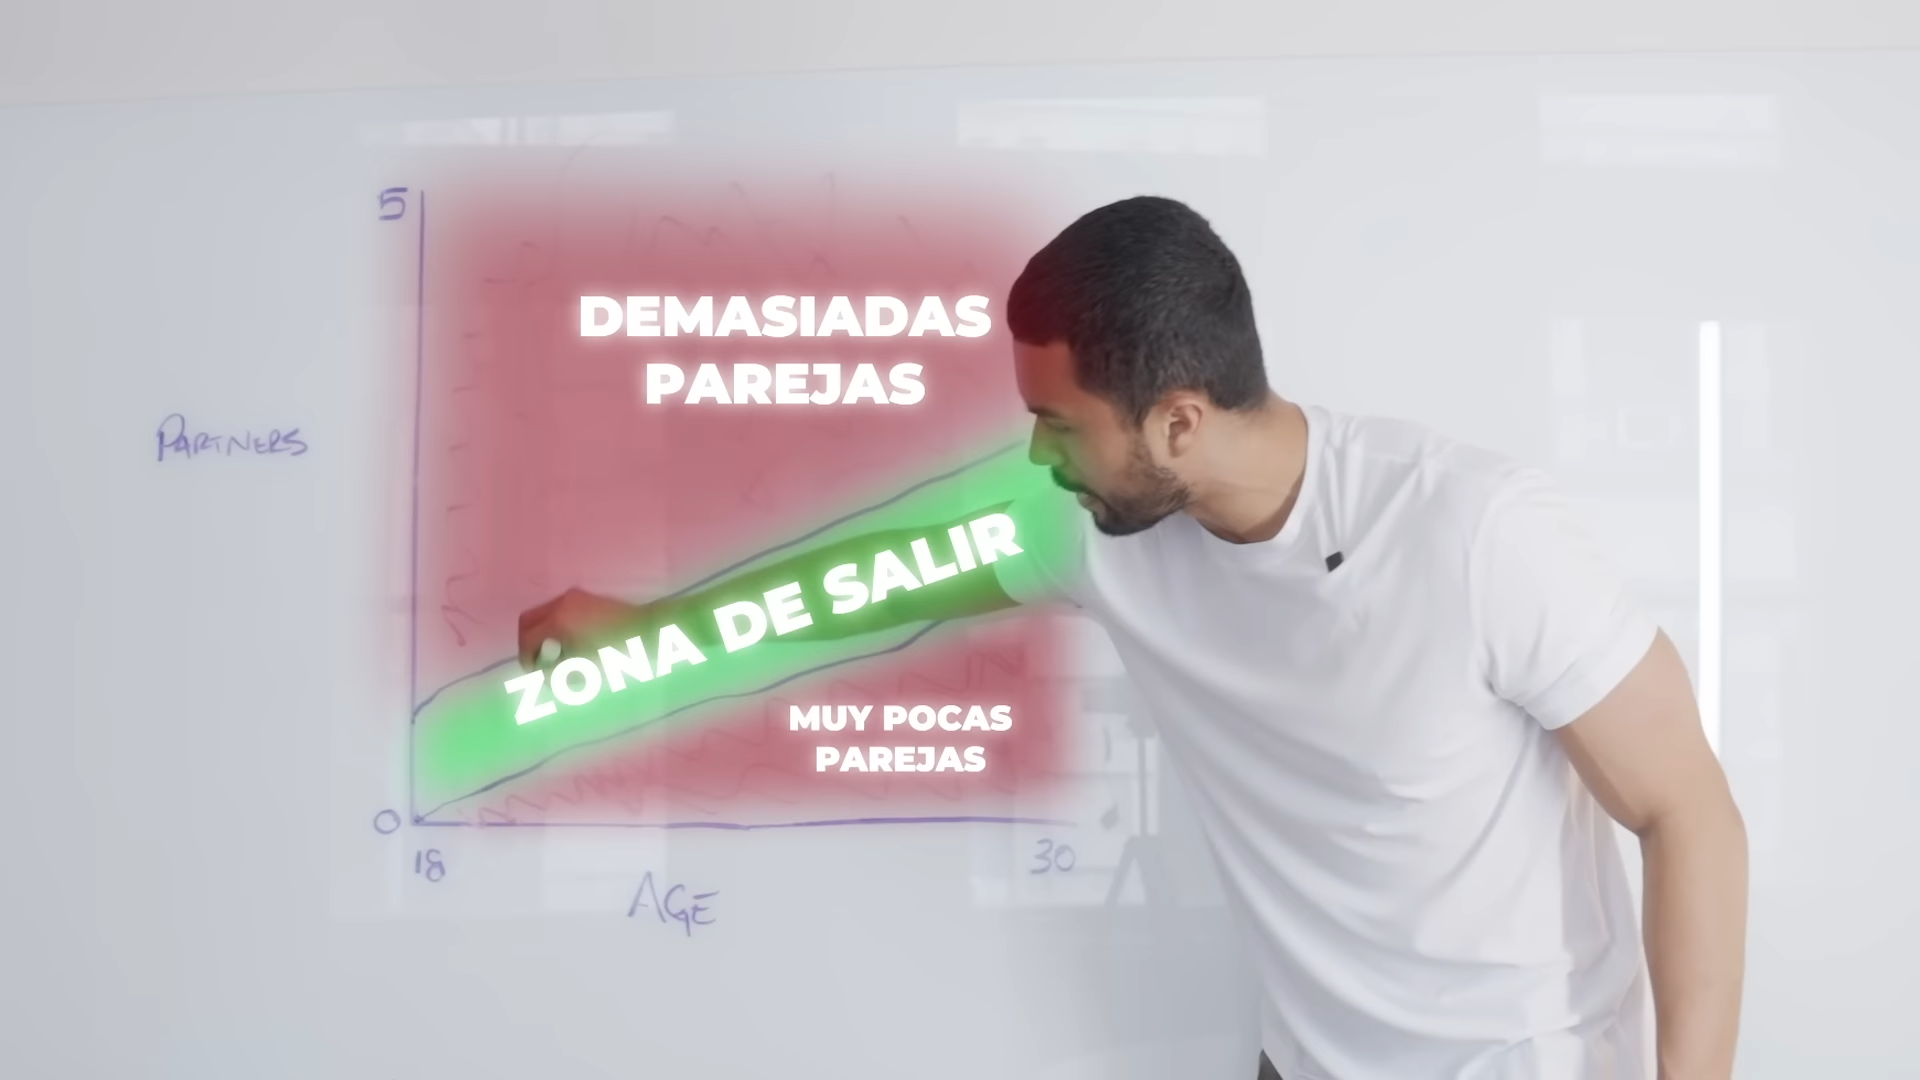 5
DEMASIADAS
PAREJAS
PARTNERS
ZONA DE SALIR
MUY POCAS
PAREJAS
0
18
30
AGE